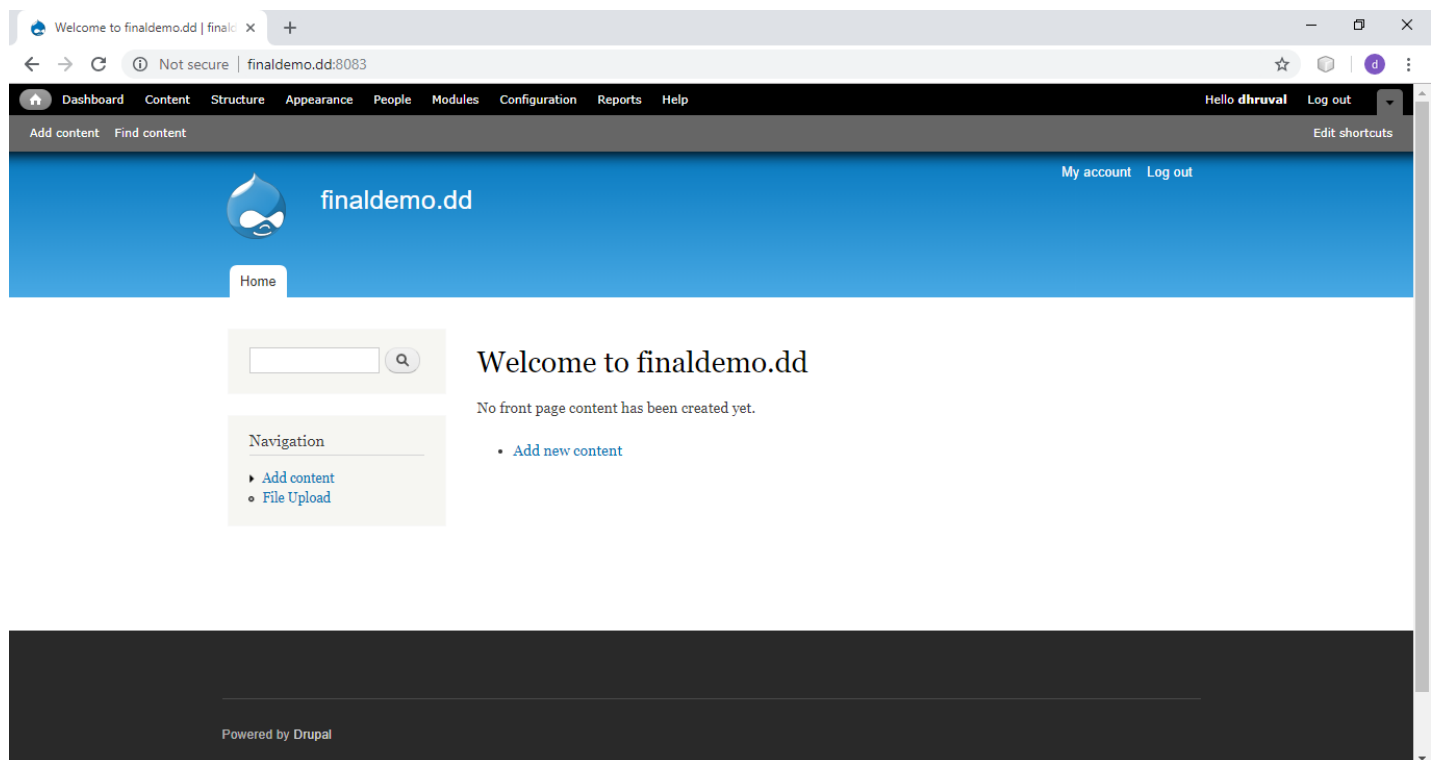 Welcome to finaldemo.dd | final
Not secure | finaldemo.dd:8083
d
Dashboard Content Structure Appearance People Modules Configuration Reports Help Hello dhruval Log out
Add content Find content Edit shortcuts
My account Log out
finaldemo.dd
Home
Welcome to finaldemo.dd
No front page content has been created yet.
Add new content
Navigation
Add content
File Upload
Powered by Drupal